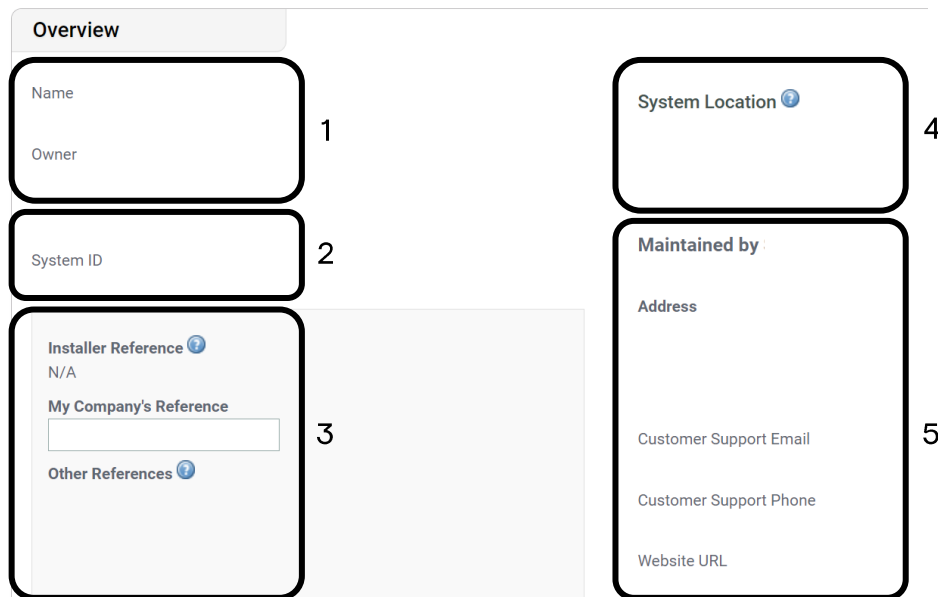 Overview
Name
Owner
1
System ID
2
Installer Reference ?
N/A
My Company's Reference
Other References ?
3
System Location ?
4
Maintained by
Address
Customer Support Email
Customer Support Phone
Website URL
5